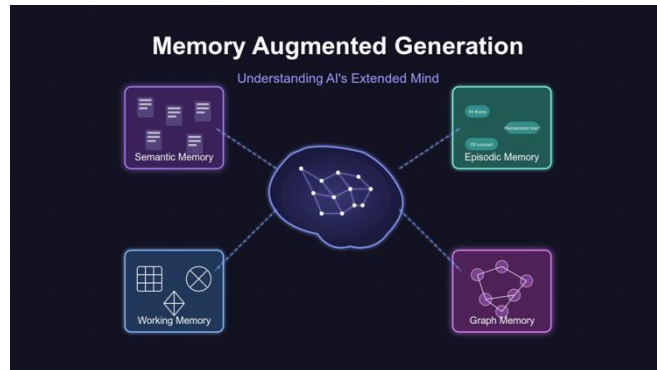 Memory Augmented Generation
Understanding AI's Extended Mind
Semantic Memory
Hi there
Remember me?
Of course!
Episodic Memory
Working Memory
Graph Memory